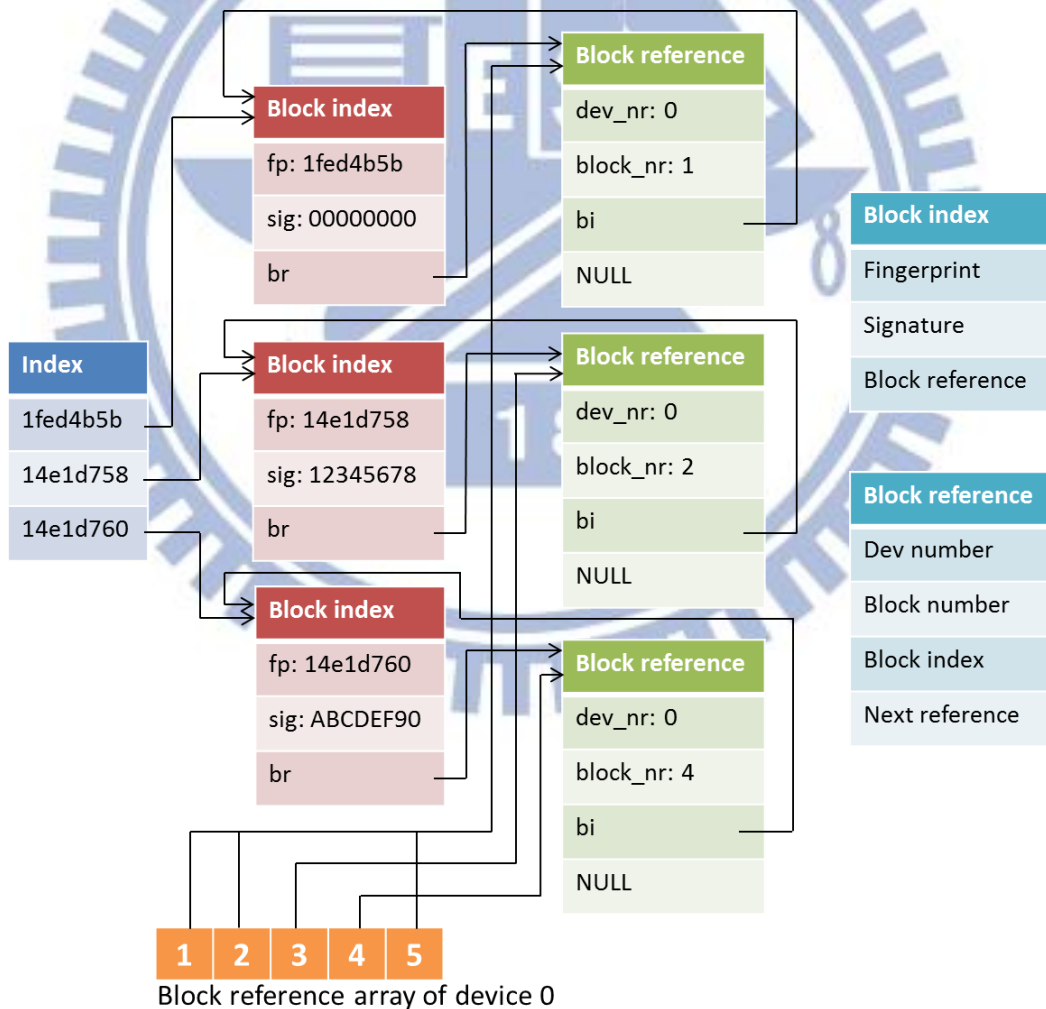 Block reference
dev_nr: 0
block_nr: 1
bi
NULL
Block index
fp: 1fed4b5b
sig: 00000000
br
Block index
Fingerprint
Signature
Block reference
Index
1fed4b5b
14e1d758
14e1d760
Block index
fp: 14e1d758
sig: 12345678
br
Block reference
dev_nr: 0
block_nr: 2
bi
NULL
Block reference
Dev number
Block number
Block index
Next reference
Block index
fp: 14e1d760
sig: ABCDEF90
br
Block reference
dev_nr: 0
block_nr: 4
bi
NULL
1 2 3 4 5
Block reference array of device 0